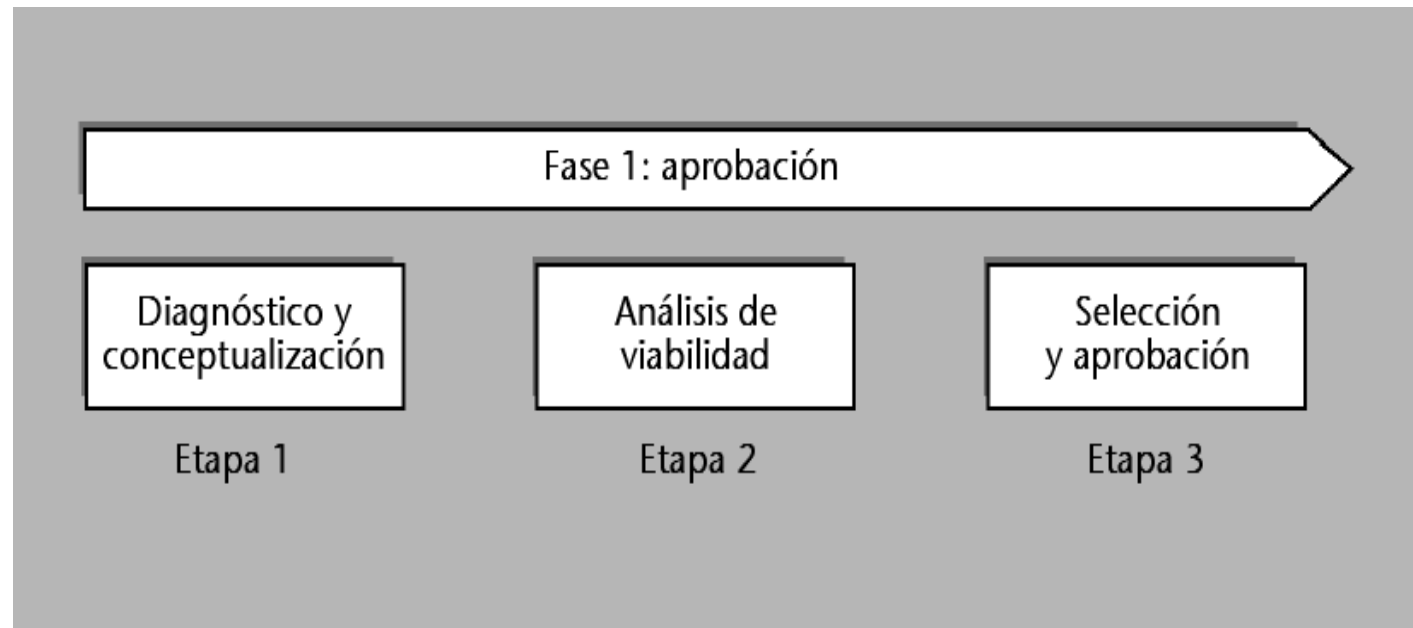 Fase 1: aprobación
Diagnóstico y
conceptualización
Análisis de
viabilidad
Selección
y aprobación
Etapa 1
Etapa 2
Etapa 3